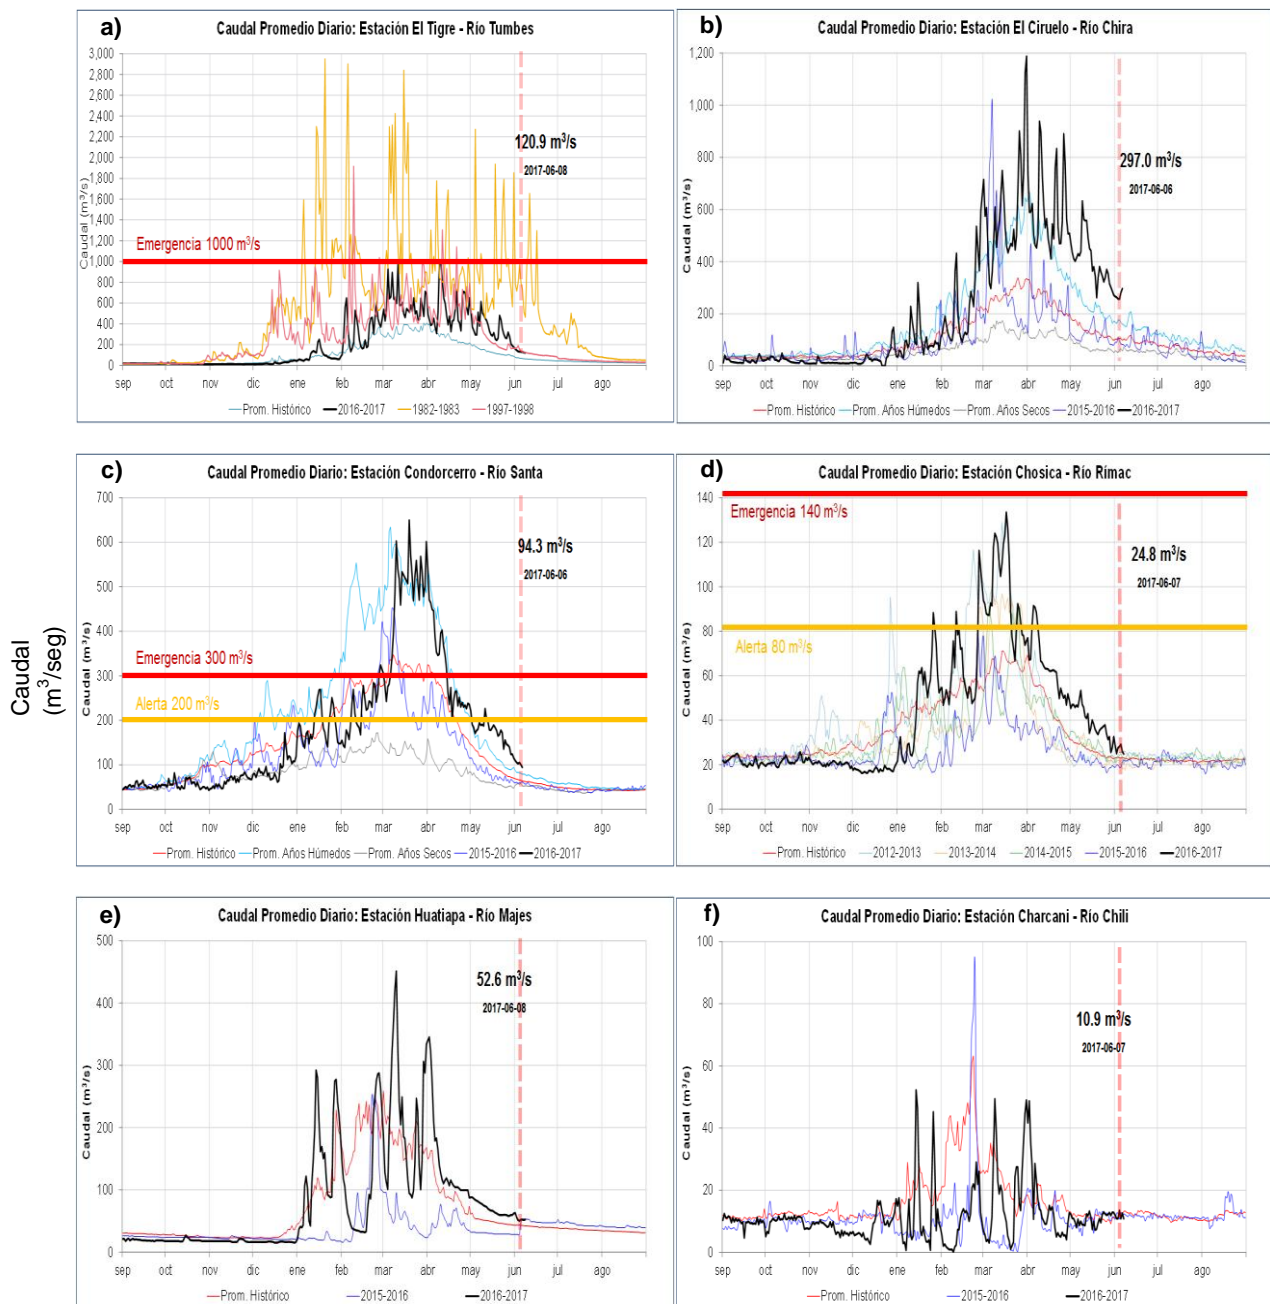 a)
Caudal Promedio Diario: Estación El Tigre - Río Tumbes
3,000
2,800
2,600
2,400
2,200
2,000
1,800
1,600
1,400
1,200
1,000
800
600
400
200
0
Caudal (m³/s)
120.9 m³/s
2017-06-08
Emergencia 1000 m³/s
sep oct nov dic ene feb mar abr may jun jul ago
Prom. Histórico 2016-2017 1982-1983 1997-1998
b)
Caudal Promedio Diario: Estación El Ciruelo - Río Chira
1,200
1,000
800
600
400
200
0
Caudal (m³/s)
297.0 m³/s
2017-06-06
sep oct nov dic ene feb mar abr may jun jul ago
Prom. Histórico Prom. Años Húmedos Prom. Años Secos 2015-2016 2016-2017
Caudal
(m³/seg)
c)
Caudal Promedio Diario: Estación Condorcerro - Río Santa
700
600
500
400
300
200
100
0
Caudal (m³/s)
94.3 m³/s
2017-06-06
Emergencia 300 m³/s
Alerta 200 m³/s
sep oct nov dic ene feb mar abr may jun jul ago
Prom. Histórico Prom. Años Húmedos Prom. Años Secos 2015-2016 2016-2017
d)
Caudal Promedio Diario: Estación Chosica - Río Rímac
140
120
100
80
60
40
20
0
Caudal (m³/s)
Emergencia 140 m³/s
24.8 m³/s
2017-06-07
Alerta 80 m³/s
sep oct nov dic ene feb mar abr may jun jul ago
Prom. Histórico 2012-2013 2013-2014 2014-2015 2015-2016 2016-2017
e)
Caudal Promedio Diario: Estación Huatiapa - Río Majes
500
400
300
200
100
0
Caudal (m³/s)
52.6 m³/s
2017-06-08
sep oct nov dic ene feb mar abr may jun jul ago
Prom. Histórico 2015-2016 2016-2017
f)
Caudal Promedio Diario: Estación Charcani - Río Chili
100
80
60
40
20
0
Caudal (m³/s)
10.9 m³/s
2017-06-07
sep oct nov dic ene feb mar abr may jun jul ago
Prom. Histórico 2015-2016 2016-2017